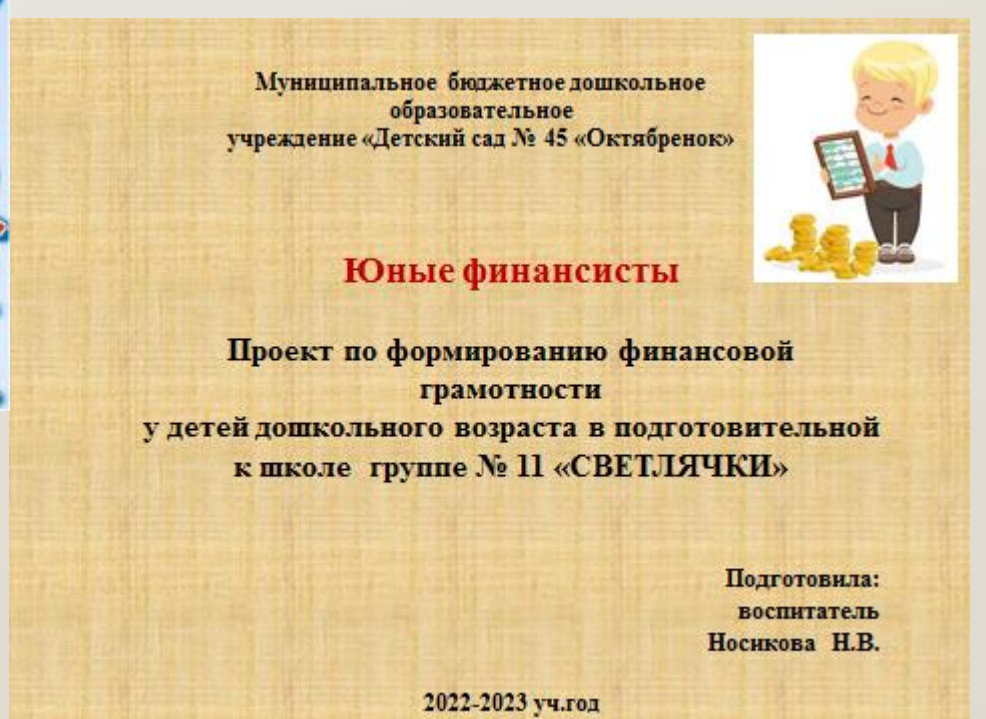 Муниципальное бюджетное дошкольное
образовательное
учреждение «Детский сад № 45 «Октябренок»
Юные финансисты
Проект по формированию финансовой
грамотности
у детей дошкольного возраста в подготовительной
к школе группе № 11 «СВЕТЛЯЧКИ»
Подготовила:
воспитатель
Носикова Н.В.
2022-2023 уч.год